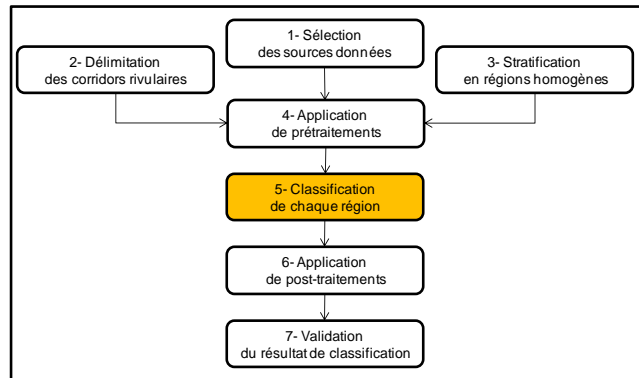 1- Sélection
des sources données
2- Délimitation
des corridors rivulaires
3- Stratification
en régions homogènes
4- Application
de prétraitements
5- Classification
de chaque région
6- Application
de post-traitements
7- Validation
du résultat de classification